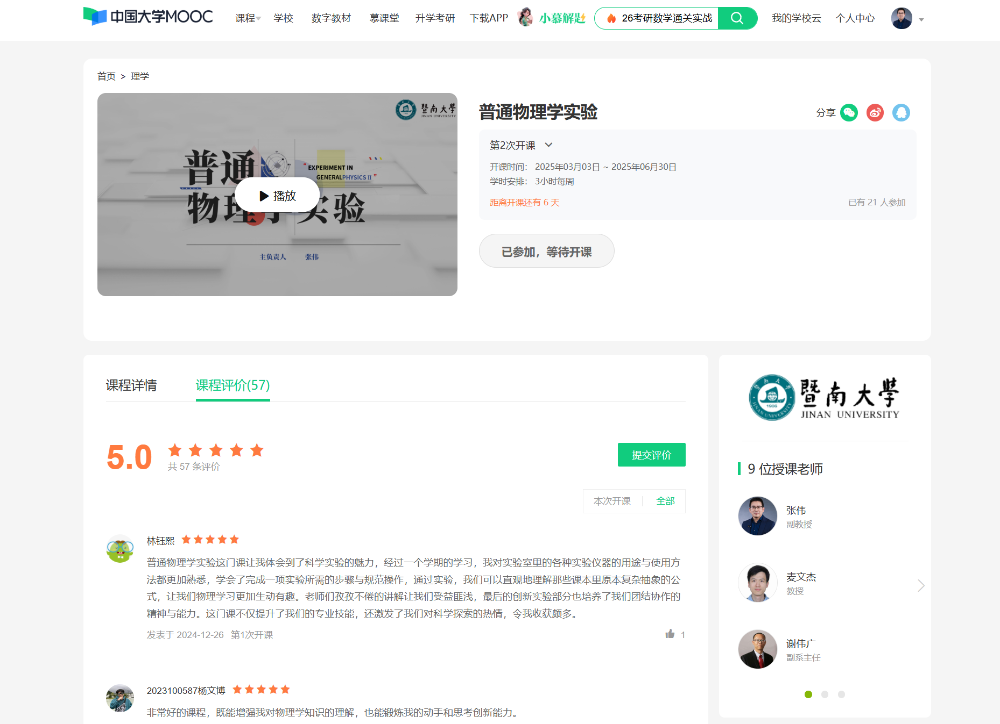 中国大学MOOC
课程 学校 数字教材 慕课堂 升学考研 下载APP 小慕解题 26考研数学通关实战 我的学校云 个人中心
首页 > 理学
暨南大学
JINAN UNIVERSITY
普通
物理学实验
"EXPERIMENT IN
GENERALPHYSICS II"
播放
主负责人 张伟
普通物理学实验
分享
第2次开课
开课时间： 2025年03月03日 ~ 2025年06月30日
学时安排： 3小时每周
距离开课还有 6 天
已有 21 人参加
已参加，等待开课
课程详情 课程评价(57)
5.0
共 57 条评价
提交评价
本次开课 全部
林钰熙
普通物理学实验这门课让我体会到了科学实验的魅力，经过一个学期的学习，我对实验室里的各种实验仪器的用途与使用方
法都更加熟悉，学会了完成一项实验所需的步骤与规范操作，通过实验，我们可以直观地理解那些课本里原本复杂抽象的公
式，让我们物理学习更加生动有趣。老师们孜孜不倦的讲解让我们受益匪浅，最后的创新实验部分也培养了我们团结协作的
精神与能力。这门课不仅提升了我们的专业技能，还激发了我们对科学探索的热情，令我收获颇多。
发表于 2024-12-26 第1次开课
1
2023100587杨文博
非常好的课程，既能增强我对物理学知识的理解，也能锻炼我的动手和思考创新能力。
暨南大學
JINAN UNIVERSITY
1906
9 位授课老师
张伟
副教授
麦文杰
教授
谢伟广
副系主任